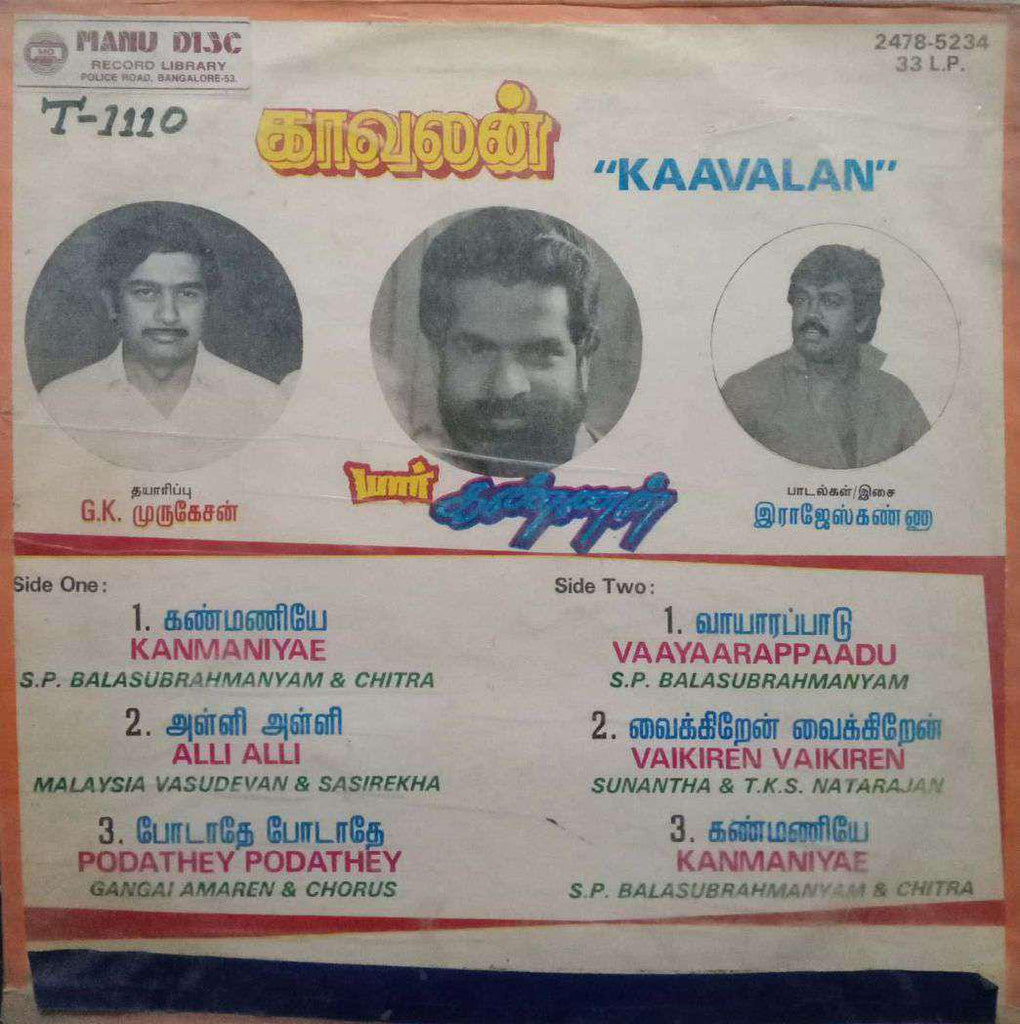 MANU DISC
RECORD LIBRARY
POLICE ROAD, BANGALORE-53.
2478-5234
33 L.P.
T-1110
காவலன்
"KAAVALAN"
தயாரிப்பு
G.K. முருகேசன்
யார் கண்ணன்
பாடல்கள்/இசை
இராஜேஸ்கண்ணு
Side One:
1. கண்மணியே
KANMANIYAE
S.P. BALASUBRAHMANYAM & CHITRA
2. அள்ளி அள்ளி
ALLI ALLI
MALAYSIA VASUDEVAN & SASIREKHA
3. போடாதே போடாதே
PODATHEY PODATHEY
GANGAI AMAREN & CHORUS
Side Two:
1. வாயாரப்பாடு
VAAYAARAPPAADU
S.P. BALASUBRAHMANYAM
2. வைக்கிறேன் வைக்கிறேன்
VAIKIREN VAIKIREN
SUNANTHA & T.K.S. NATARAJAN
3. கண்மணியே
KANMANIYAE
S.P. BALASUBRAHMANYAM & CHITRA